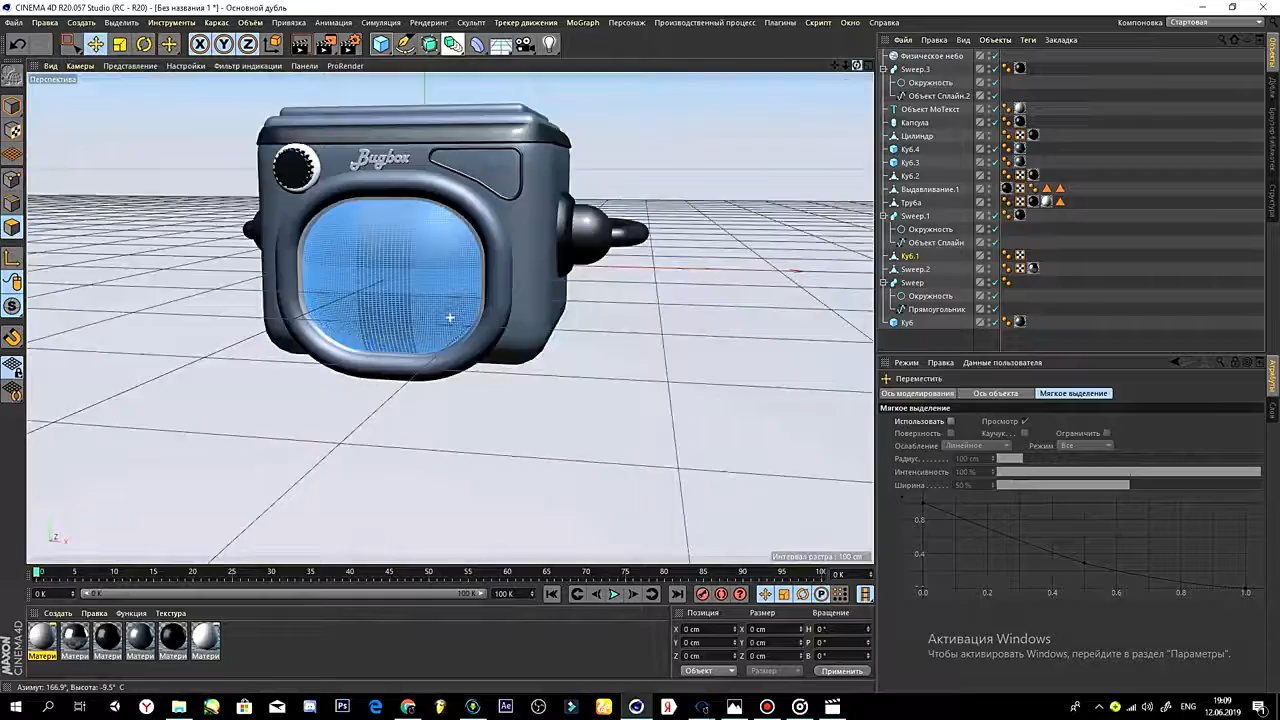 CINEMA 4D R20.057 Studio (RC - R20) - [Без названия 1 *] - Основной дубль
Файл Правка Создать Выделить Инструменты Каркас Объём Привязка Анимация Симуляция Рендеринг Скульпт Трекер движения MoGraph Персонаж Производственный процесс Плагины Скрипт Окно Справка
Компоновка Стартовая
Вид Камеры Представление Настройки Фильтр индикации Панели ProRender
Перспектива
Bugbox
Интервал растра : 100 cm
Файл Правка Вид Объекты Теги Закладка
Физическое небо
Sweep.3
Окружность
Объект Сплайн.2
Объект МоТекст
Капсула
Цилиндр
Куб.4
Куб.3
Куб.2
Выдавливание.1
Труба
Sweep.1
Окружность
Объект Сплайн
Куб.1
Sweep.2
Sweep
Окружность
Прямоугольник
Куб
Объекты
Дубли
Браузер библиотек
Структура
Режим Правка Данные пользователя
Переместить
Ось моделирования Ось объекта Мягкое выделение
Мягкое выделение
Использовать Просмотр
Поверхность Каучук... Ограничить
Ослабление Линейное Режим Все
Радиус 100 cm
Интенсивность 100 %
Ширина 50 %
0.8
0.4
0.0 0.2 0.4 0.6 0.8 1.0
Атрибуты
Слои
0 5 10 15 20 25 30 35 40 45 50 55 60 65 70 75 80 85 90 95 100 0 K
0 K 0 K 100 K 100 K
Создать Правка Функция Текстура
Матери Матери Матери Матери Матери Матери
Позиция Размер Вращение
X 0 cm X 0 cm H 0 °
Y 0 cm Y 0 cm P 0 °
Z 0 cm Z 0 cm B 0 °
Объект Размер Применить
MAXON CINEMA 4D
Активация Windows
Чтобы активировать Windows, перейдите в раздел "Параметры".
Азимут: 166.9°, Высота: -9.5° С
19:09
12.06.2019